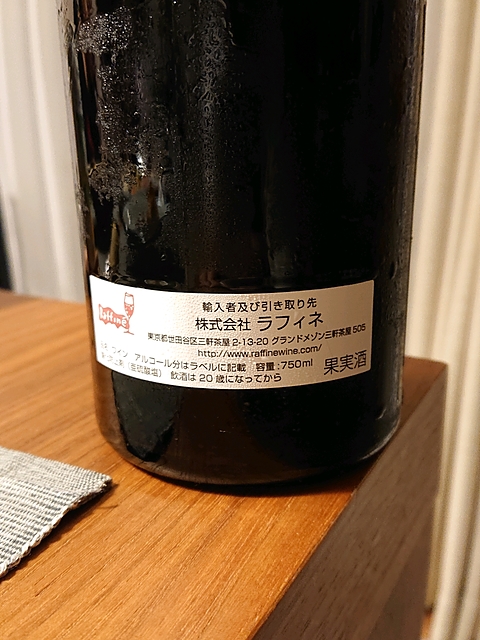 raffine
輸入者及び引き取り先
株式会社 ラフィネ
東京都世田谷区三軒茶屋 2-13-20 グランドメゾン三軒茶屋 505
http://www.raffinewine.com/
ワイン アルコール分はラベルに記載 容量:750ml
(亜硫酸塩) 飲酒は 20 歳になってから
果実酒